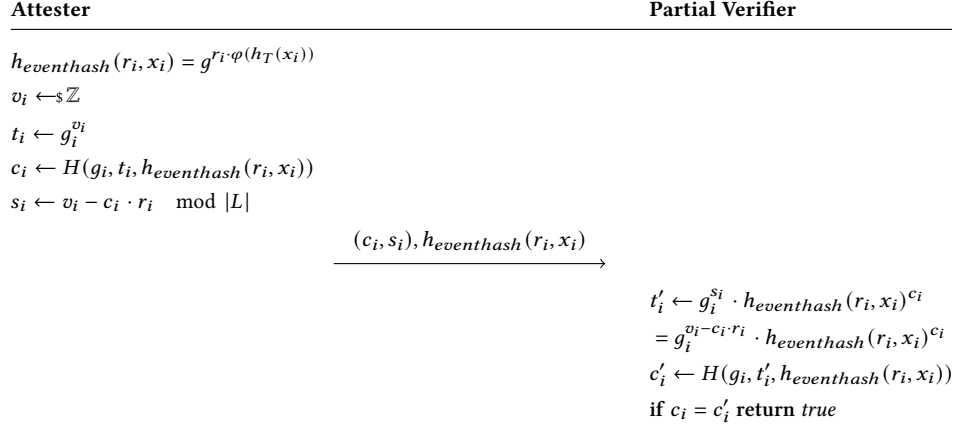 Attester Partial Verifier
h_{eventhash}(r_i, x_i) = g^{r_i·φ(h_T(x_i))}
v_i ←$ ℤ
t_i ← g_i^{v_i}
c_i ← H(g_i, t_i, h_{eventhash}(r_i, x_i))
s_i ← v_i − c_i · r_i mod |L|
(c_i, s_i), h_{eventhash}(r_i, x_i)
t'_i ← g_i^{s_i} · h_{eventhash}(r_i, x_i)^{c_i}
= g_i^{v_i−c_i·r_i} · h_{eventhash}(r_i, x_i)^{c_i}
c'_i ← H(g_i, t'_i, h_{eventhash}(r_i, x_i))
if c_i = c'_i return true